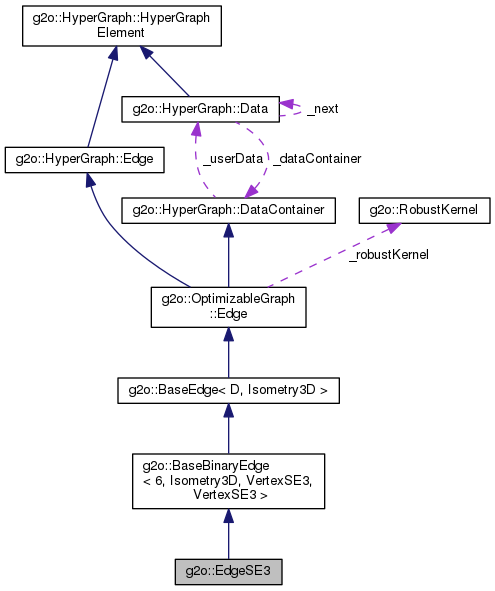 g2o::HyperGraph::HyperGraph
Element
g2o::HyperGraph::Data
_next
g2o::HyperGraph::Edge
_userData
_dataContainer
g2o::HyperGraph::DataContainer
g2o::RobustKernel
_robustKernel
g2o::OptimizableGraph
::Edge
g2o::BaseEdge< D, Isometry3D >
g2o::BaseBinaryEdge
< 6, Isometry3D, VertexSE3,
VertexSE3 >
g2o::EdgeSE3